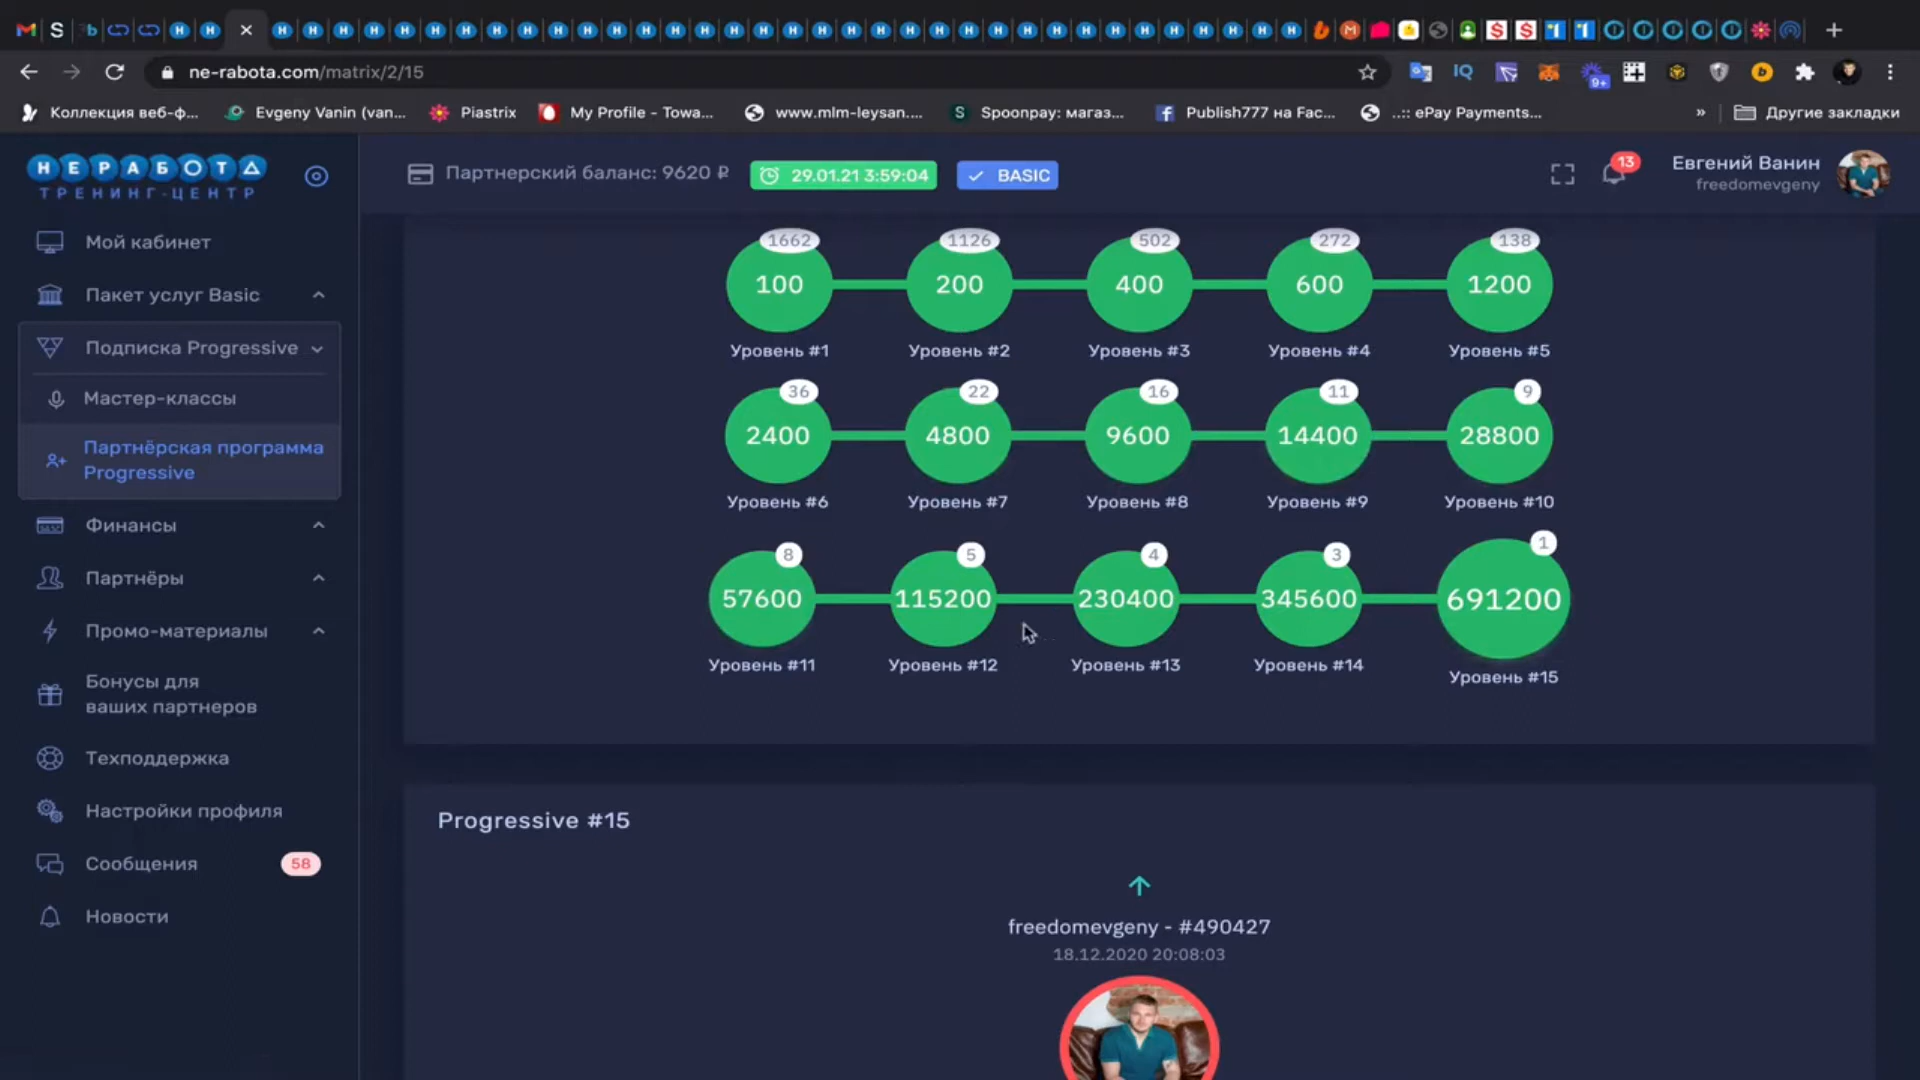 ne-rabota.com/matrix/2/15
Коллекция веб-ф...
Evgeny Vanin (van...
Piastrix
My Profile - Towa...
www.mlm-leysan....
Spoonpay: магаз...
Publish777 на Fac...
..:: ePay Payments...
»
Другие закладки
НЕРАБОТА
ТРЕНИНГ-ЦЕНТР
Партнерский баланс: 9620 ₽
29.01.21 3:59:04
BASIC
13
Евгений Ванин
freedomevgeny
Мой кабинет
Пакет услуг Basic
Подписка Progressive
Мастер-классы
Партнёрская программа
Progressive
Финансы
Партнёры
Промо-материалы
Бонусы для
ваших партнеров
Техподдержка
Настройки профиля
Сообщения 58
Новости
1662 1126 502 272 138
100 200 400 600 1200
Уровень #1 Уровень #2 Уровень #3 Уровень #4 Уровень #5
36 22 16 11 9
2400 4800 9600 14400 28800
Уровень #6 Уровень #7 Уровень #8 Уровень #9 Уровень #10
8 5 4 3 1
57600 115200 230400 345600 691200
Уровень #11 Уровень #12 Уровень #13 Уровень #14 Уровень #15
Progressive #15
freedomevgeny - #490427
18.12.2020 20:08:03